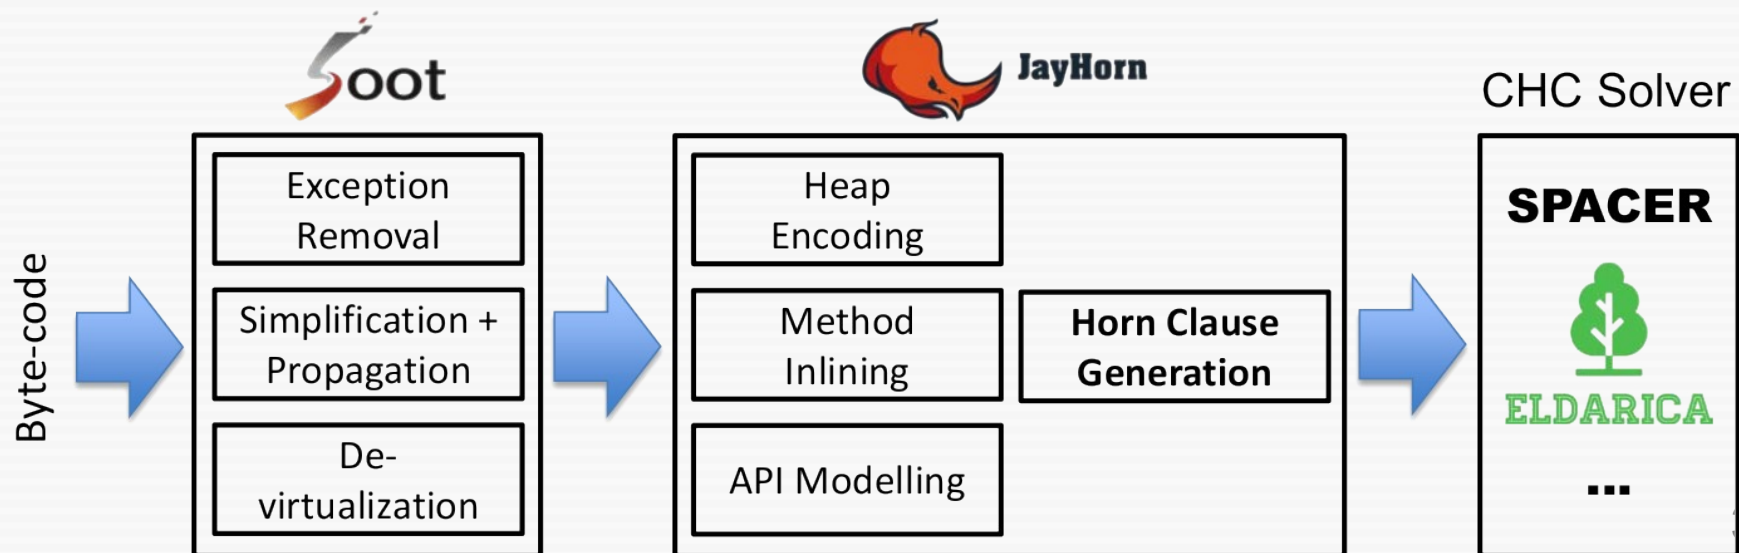 Soot
JayHorn
CHC Solver
Byte-code
Exception
Removal
Simplification +
Propagation
De-
virtualization
Heap
Encoding
Method
Inlining
API Modelling
Horn Clause
Generation
SPACER
ELDARICA
...